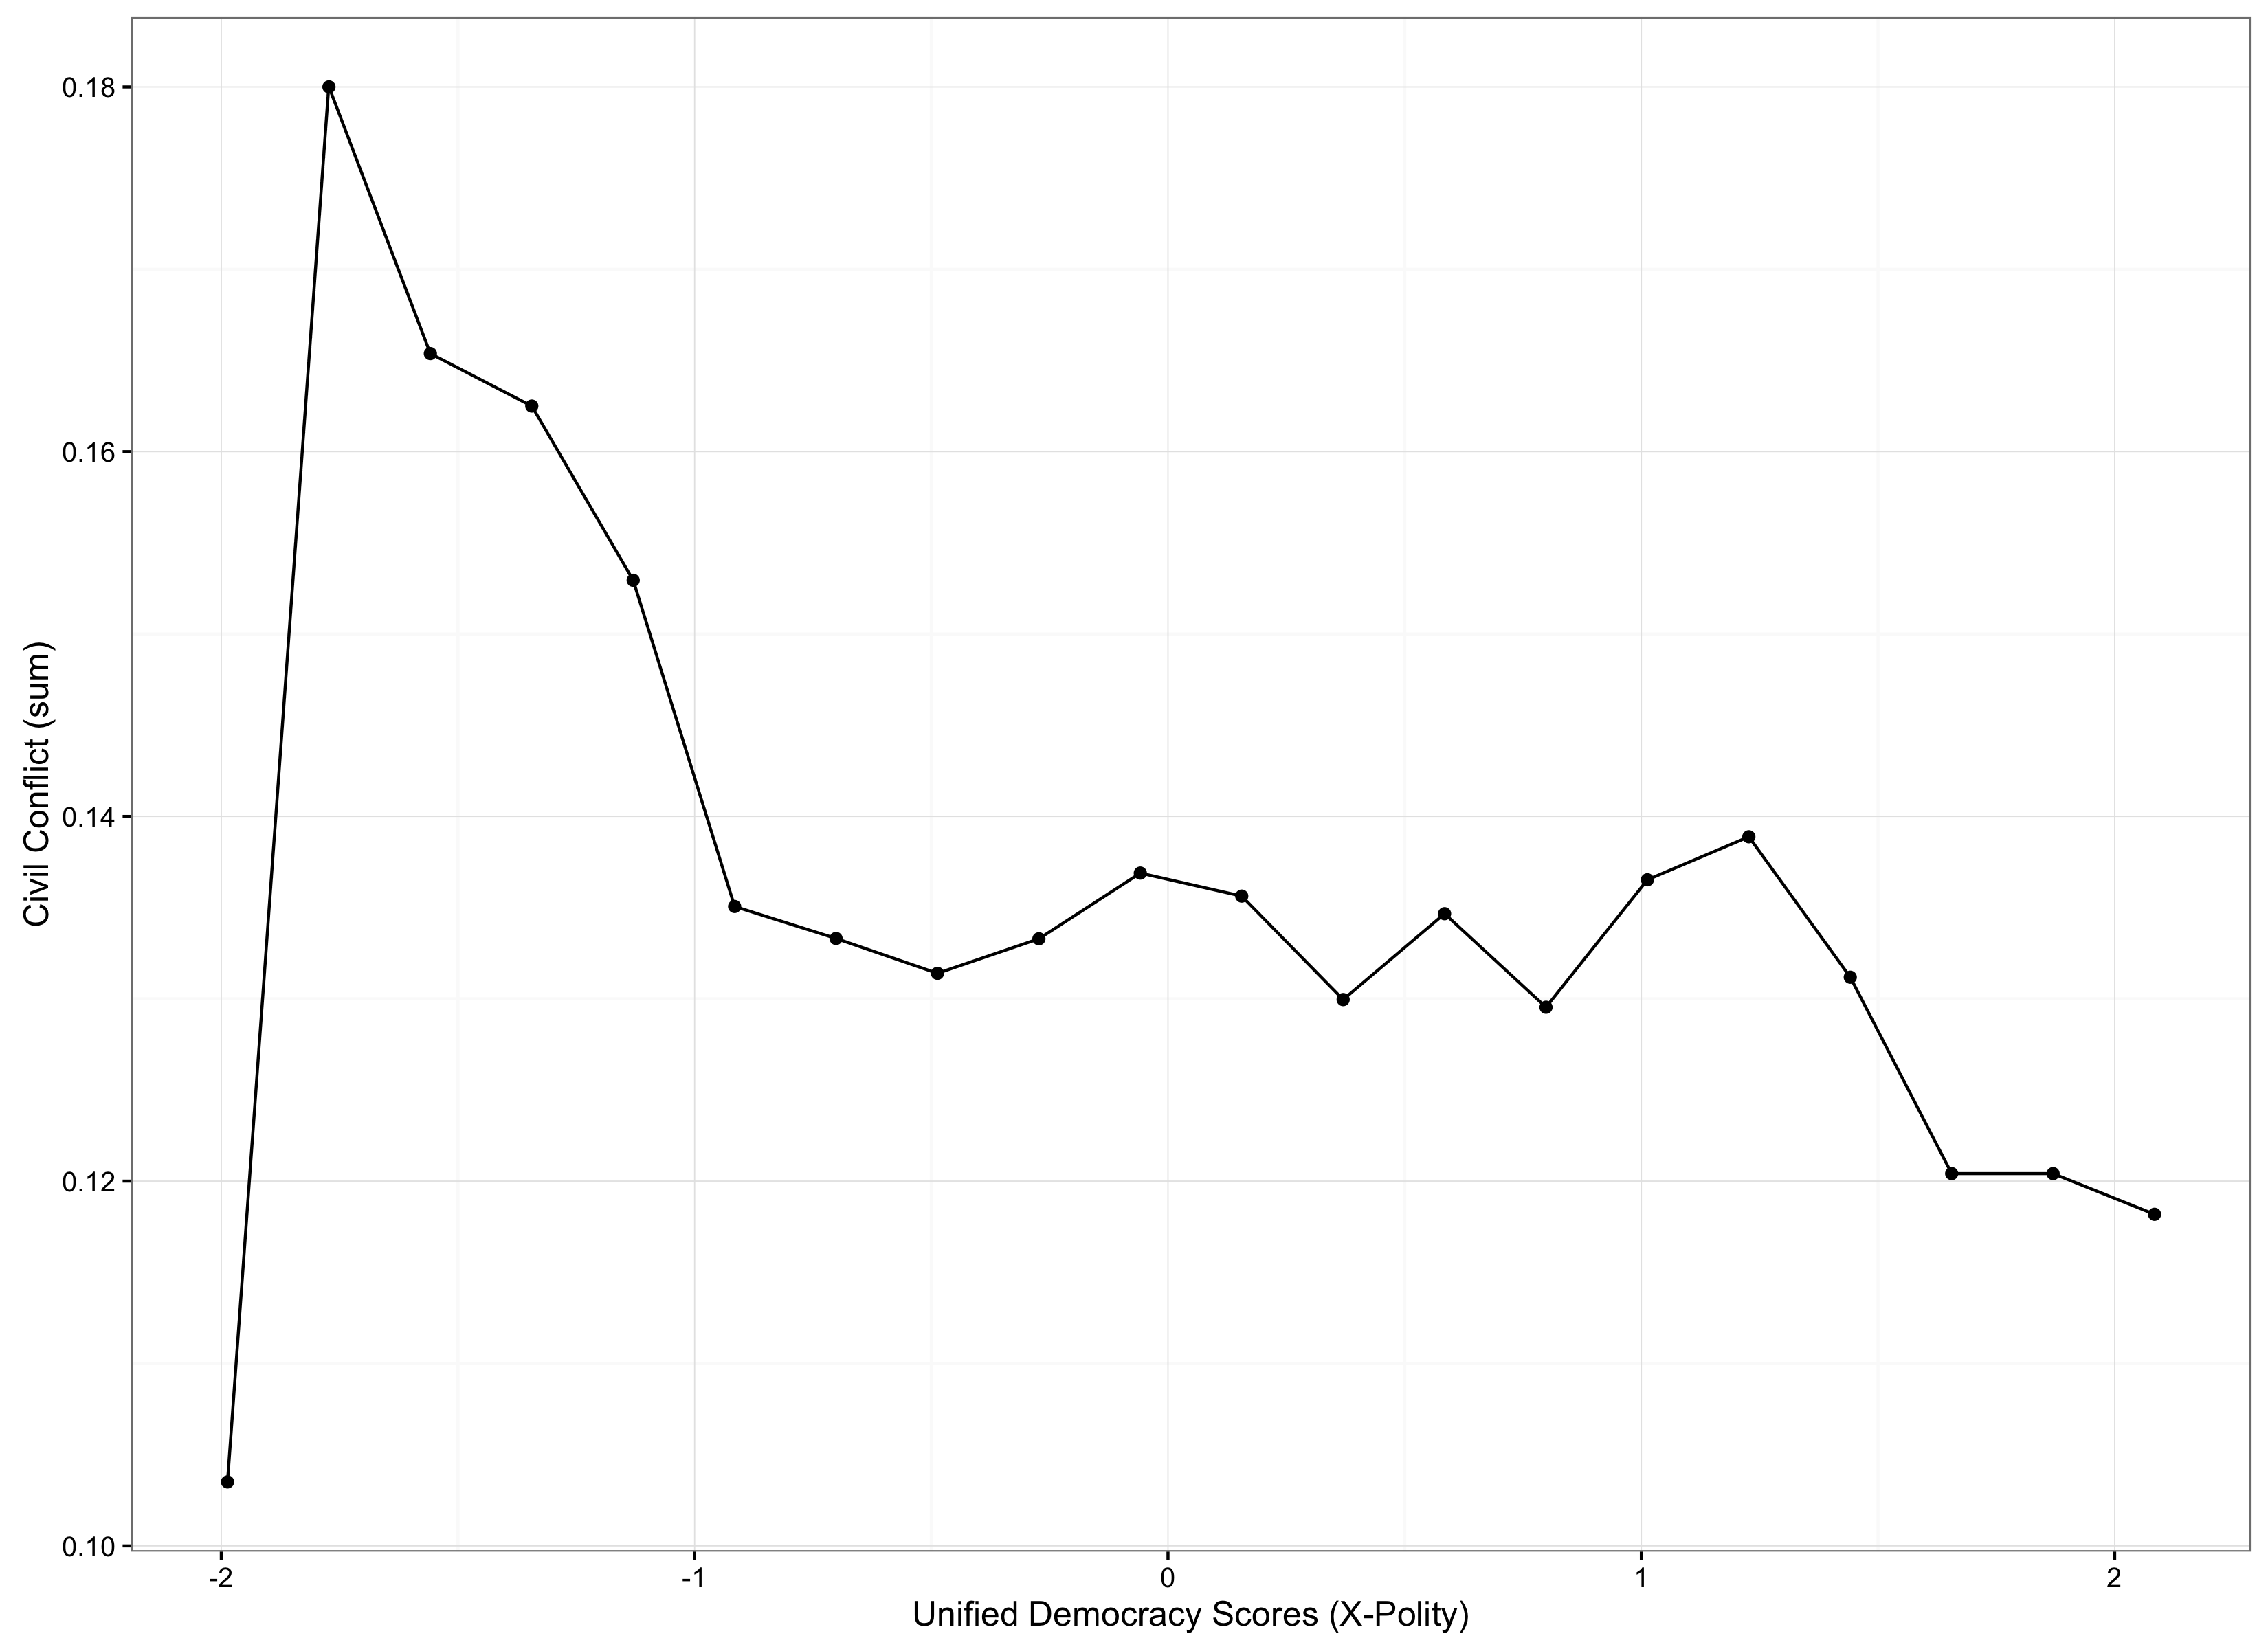 0.18
0.16
0.14
0.12
0.10
Civil Conflict (sum)
-2 -1 0 1 2
Unified Democracy Scores (X-Polity)